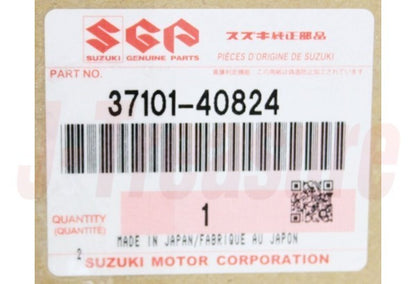 SGP
SUZUKI GENUINE PARTS
スズキ純正部品
PIÈCES D'ORIGINE DE SUZUKI
PART NO.
37101-40824
QUANTITY
(QUANTITÉ)
1
MADE IN JAPAN/FABRIQUE AU JAPON
2
SUZUKI MOTOR CORPORATION